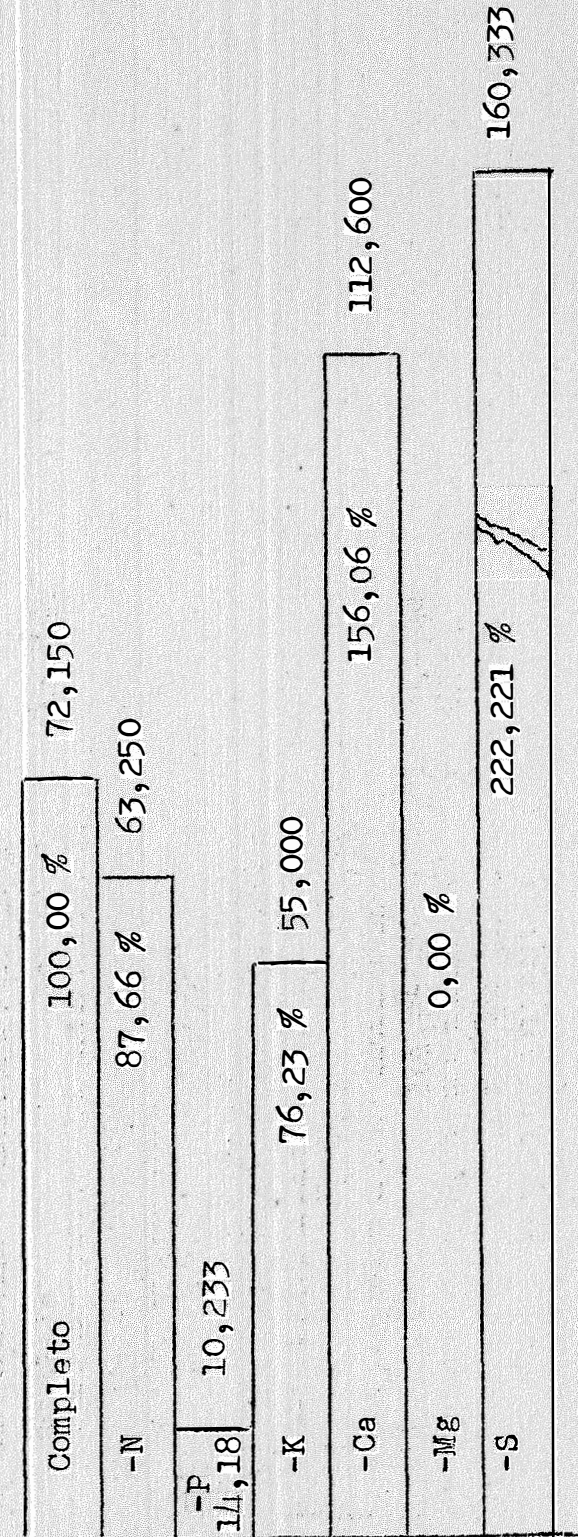 Completo 100,00 % 72,150
-N 87,66 % 63,250
-P
14,18 10,233
-K 76,23 % 55,000
-Ca 156,06 % 112,600
-Mg 0,00 %
-S 222,221 % 160,333